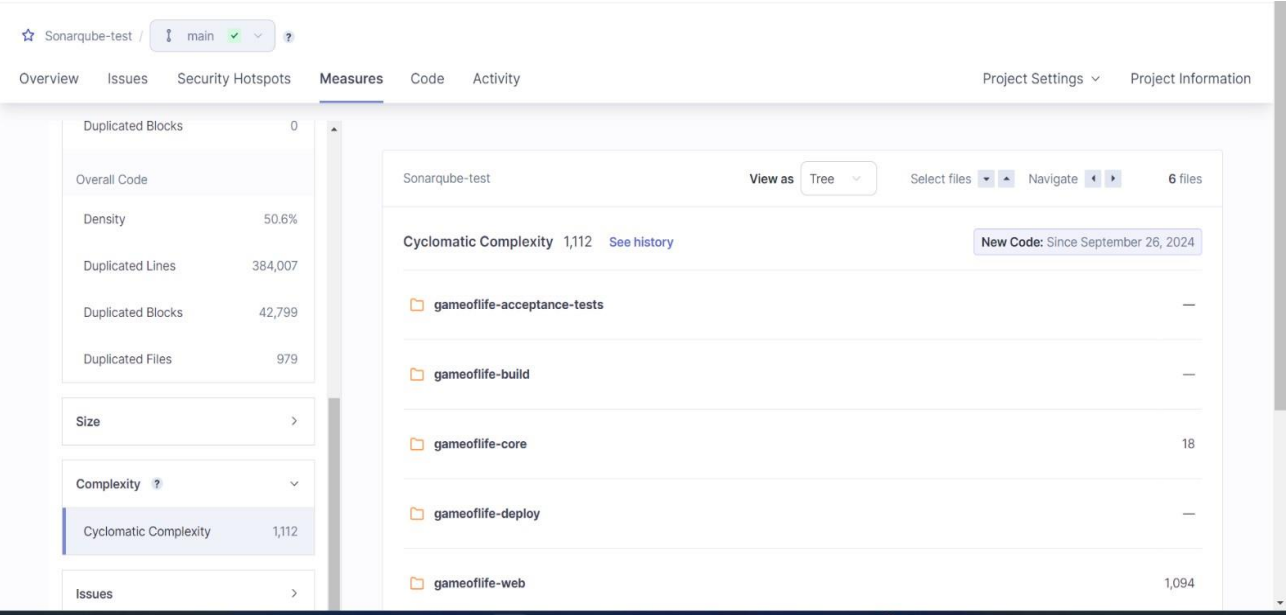 Sonarqube-test / main ?
Overview Issues Security Hotspots Measures Code Activity Project Settings Project Information
Duplicated Blocks 0
Overall Code
Density 50.6%
Duplicated Lines 384,007
Duplicated Blocks 42,799
Duplicated Files 979
Size
Complexity ?
Cyclomatic Complexity 1,112
Issues
Sonarqube-test View as Tree Select files Navigate 6 files
Cyclomatic Complexity 1,112 See history New Code: Since September 26, 2024
gameoflife-acceptance-tests —
gameoflife-build —
gameoflife-core 18
gameoflife-deploy —
gameoflife-web 1,094